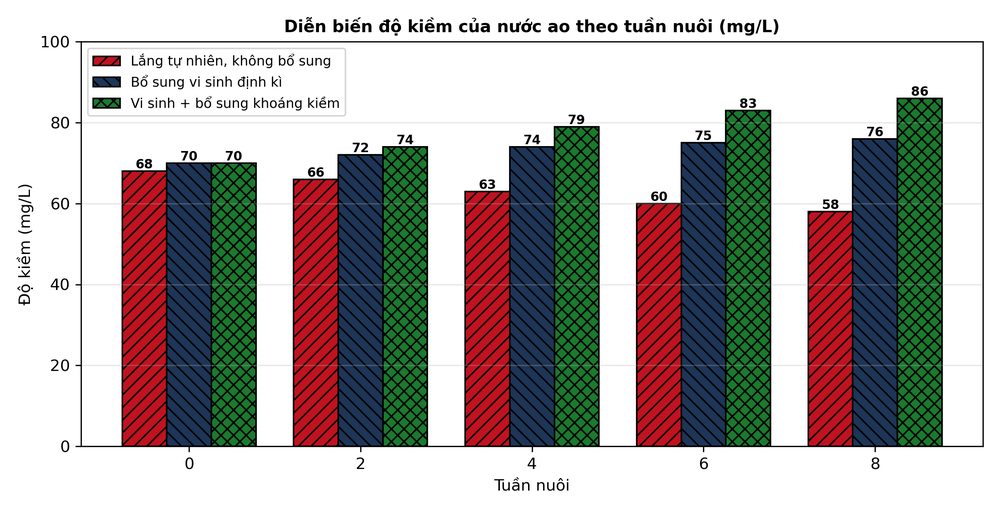 Diễn biến độ kiềm của nước ao theo tuần nuôi (mg/L)
Độ kiềm (mg/L)
100
80
60
40
20
0
Lắng tự nhiên, không bổ sung
Bổ sung vi sinh định kì
Vi sinh + bổ sung khoáng kiềm
68 70 70
66 72 74
63 74 79
60 75 83
58 76 86
0 2 4 6 8
Tuần nuôi